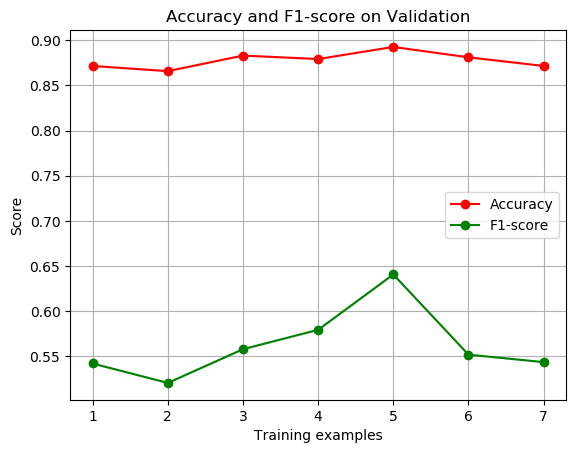 Accuracy and F1-score on Validation
0.90
0.85
0.80
0.75
0.70
0.65
0.60
0.55
Score
Accuracy
F1-score
1 2 3 4 5 6 7
Training examples